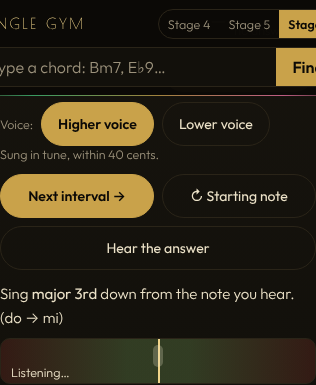 NGLE GYM
Stage 4 Stage 5 Stag
ype a chord: Bm7, E♭9...
Fin
Voice: Higher voice Lower voice
Sung in tune, within 40 cents.
Next interval → ↻ Starting note
Hear the answer
Sing major 3rd down from the note you hear.
(do → mi)
Listening...